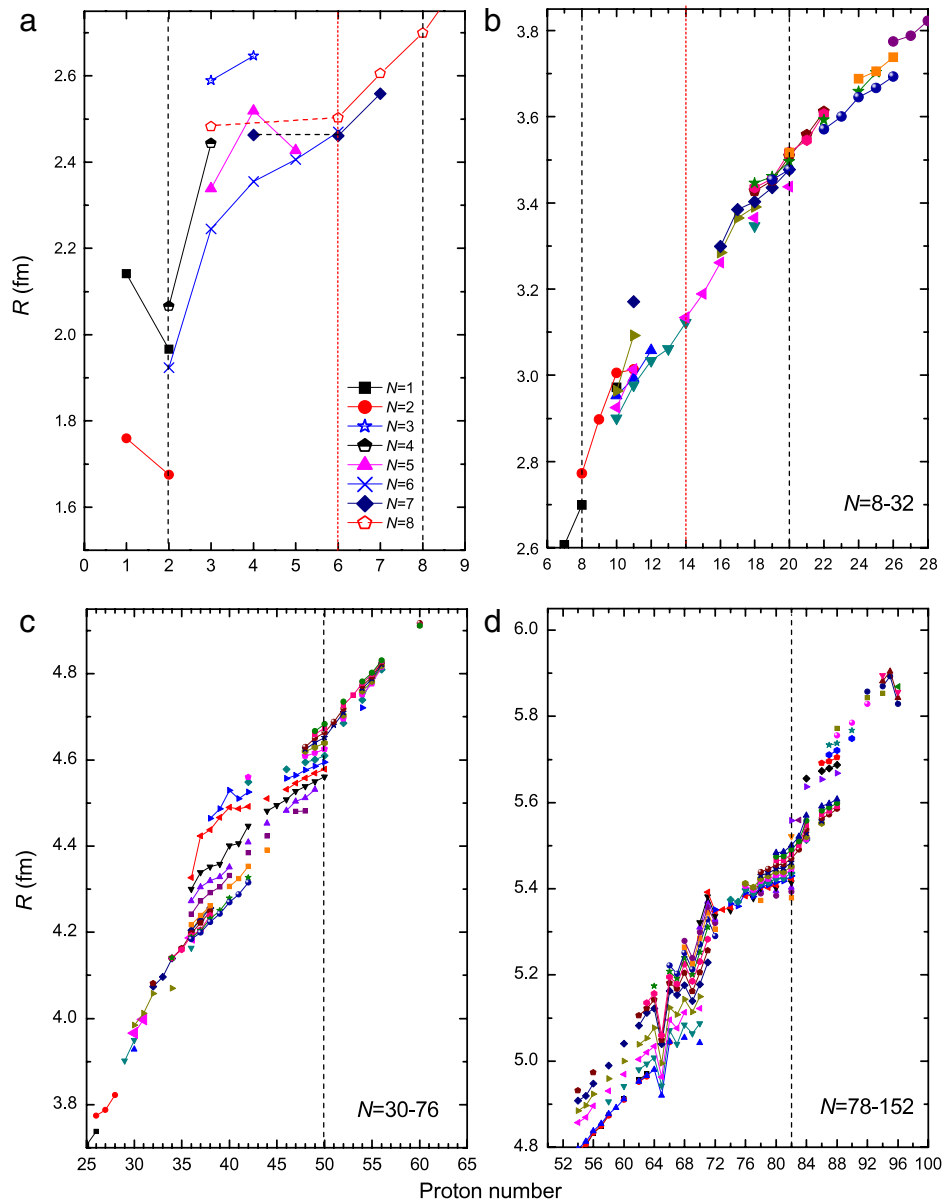 a
R (fm)
2.6
2.4
2.2
2.0
1.8
1.6
N=1
N=2
N=3
N=4
N=5
N=6
N=7
N=8
0 1 2 3 4 5 6 7 8 9
b
3.8
3.6
3.4
3.2
3.0
2.8
2.6
N=8-32
6 8 10 12 14 16 18 20 22 24 26 28
c
R (fm)
4.8
4.6
4.4
4.2
4.0
3.8
N=30-76
25 30 35 40 45 50 55 60 65
d
6.0
5.8
5.6
5.4
5.2
5.0
4.8
N=78-152
52 56 60 64 68 72 76 80 84 88 92 96 100
Proton number